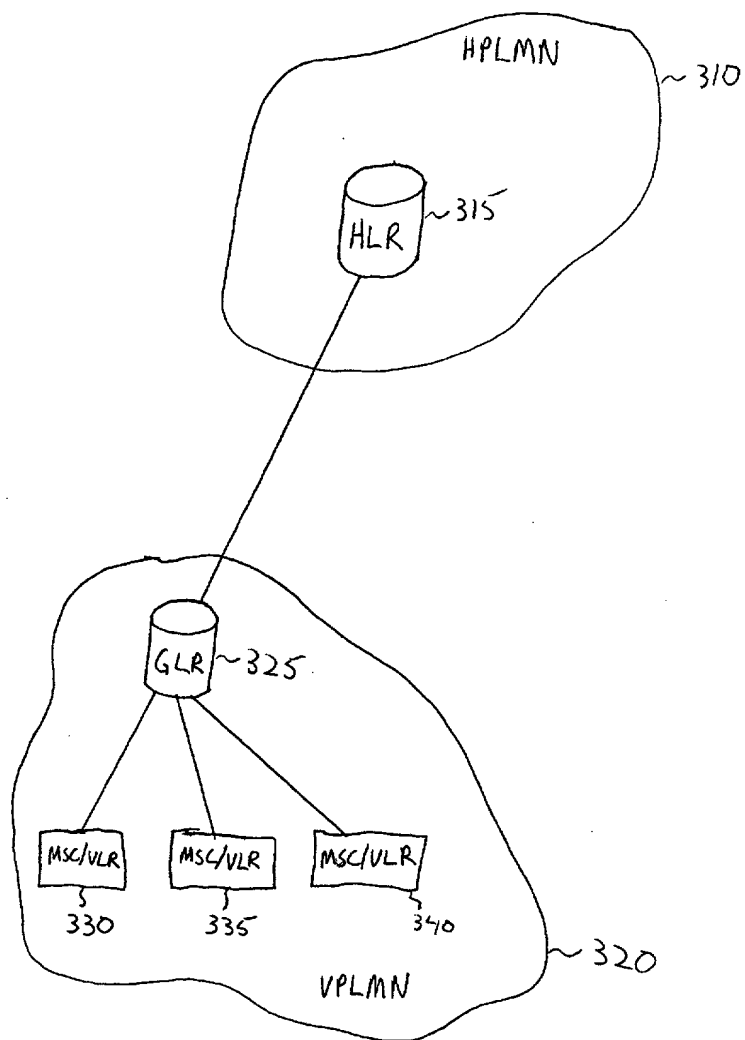 HPLMN
310
HLR
315
GLR
325
MSC/VLR
MSC/VLR
MSC/VLR
330
335
340
320
VPLMN